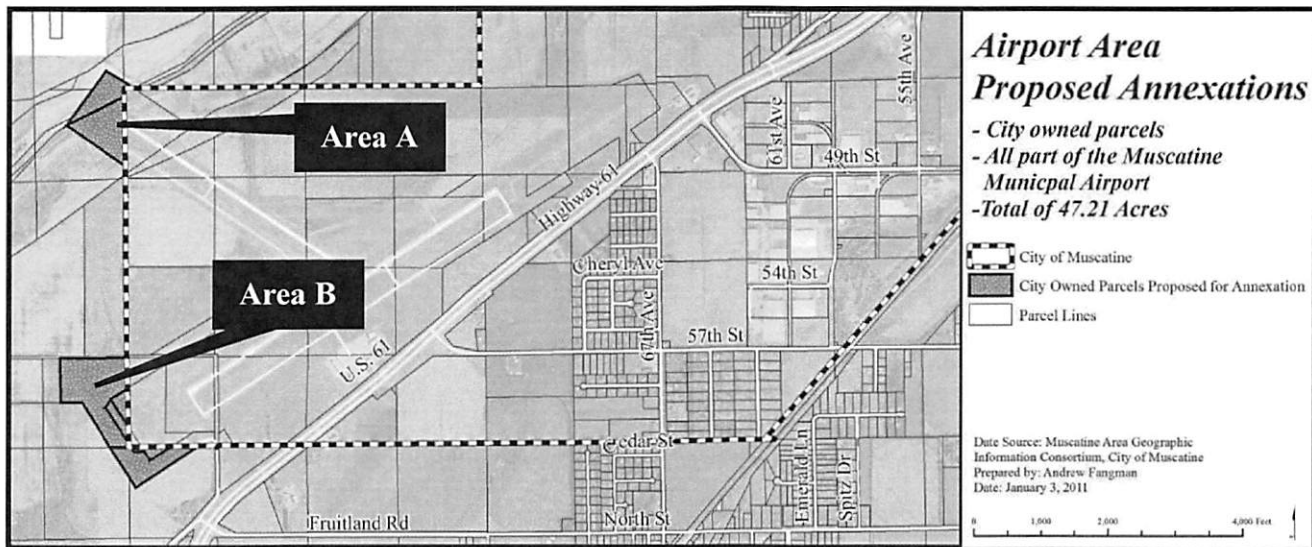 Airport Area
Proposed Annexations
- City owned parcels
- All part of the Muscatine
Municpal Airport
-Total of 47.21 Acres
City of Muscatine
City Owned Parcels Proposed for Annexation
Parcel Lines
Date Source: Muscatine Area Geographic
Information Consortium, City of Muscatine
Prepared by: Andrew Fangman
Date: January 3, 2011
0 1,000 2,000 4,000 Feet
Area A
Area B
Highway 61
U.S. 61
61st Ave
55th Ave
49th St
Cheryl Ave
54th St
67th Ave
57th St
Cedar St
Emerald Ln
Spitz Dr
Fruitland Rd
North St